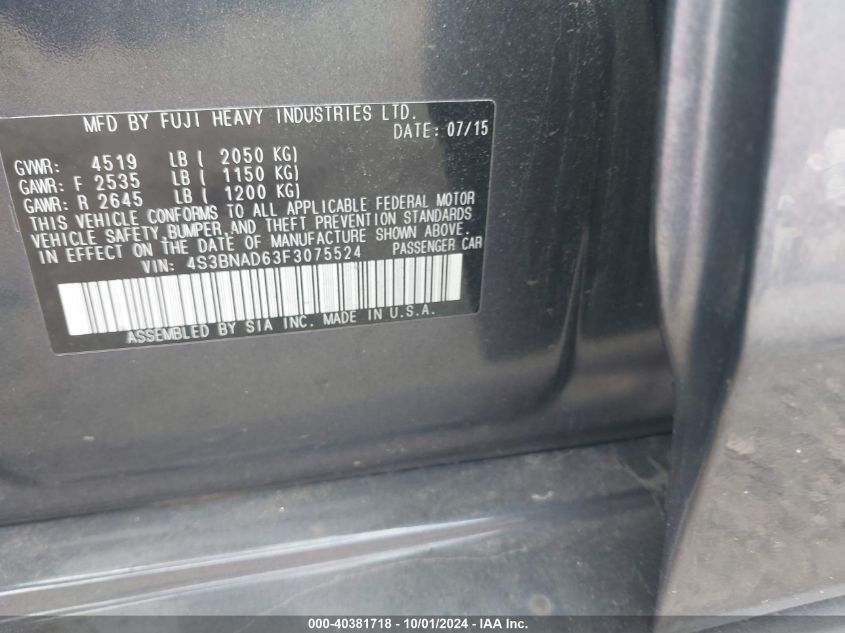 MFD BY FUJI HEAVY INDUSTRIES LTD.
DATE: 07/15
GVWR: 4519 LB ( 2050 KG)
GAWR: F 2535 LB ( 1150 KG)
GAWR: R 2645 LB ( 1200 KG)
THIS VEHICLE CONFORMS TO ALL APPLICABLE FEDERAL MOTOR
VEHICLE SAFETY, BUMPER, AND THEFT PREVENTION STANDARDS
IN EFFECT ON THE DATE OF MANUFACTURE SHOWN ABOVE.
VIN: 4S3BNAD63F3075524 PASSENGER CAR
ASSEMBLED BY SIA INC. MADE IN U.S.A.
000-40381718 - 10/01/2024 - IAA Inc.